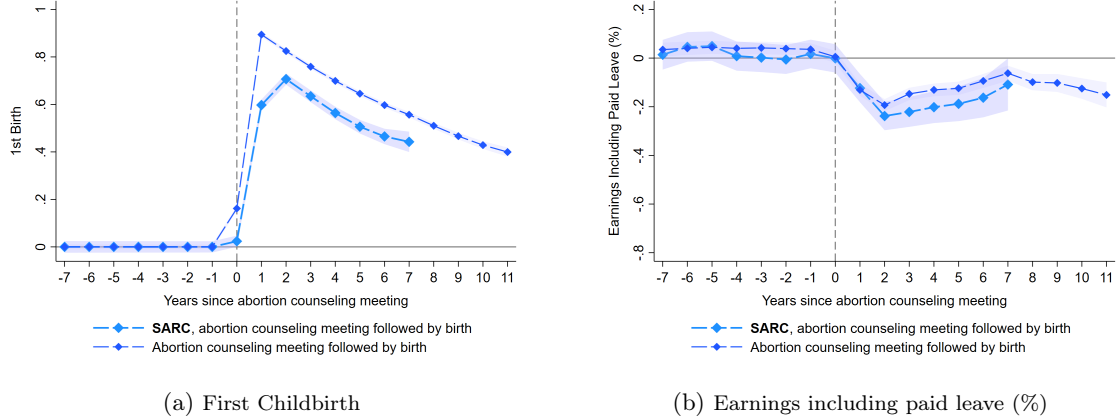 1st Birth
1
.8
.6
.4
.2
0
-7 -6 -5 -4 -3 -2 -1 0 1 2 3 4 5 6 7 8 9 10 11
Years since abortion counseling meeting
SARC, abortion counseling meeting followed by birth
Abortion counseling meeting followed by birth
(a) First Childbirth
Earnings Including Paid Leave (%)
.2
0
-.2
-.4
-.6
-.8
-7 -6 -5 -4 -3 -2 -1 0 1 2 3 4 5 6 7 8 9 10 11
Years since abortion counseling meeting
SARC, abortion counseling meeting followed by birth
Abortion counseling meeting followed by birth
(b) Earnings including paid leave (%)